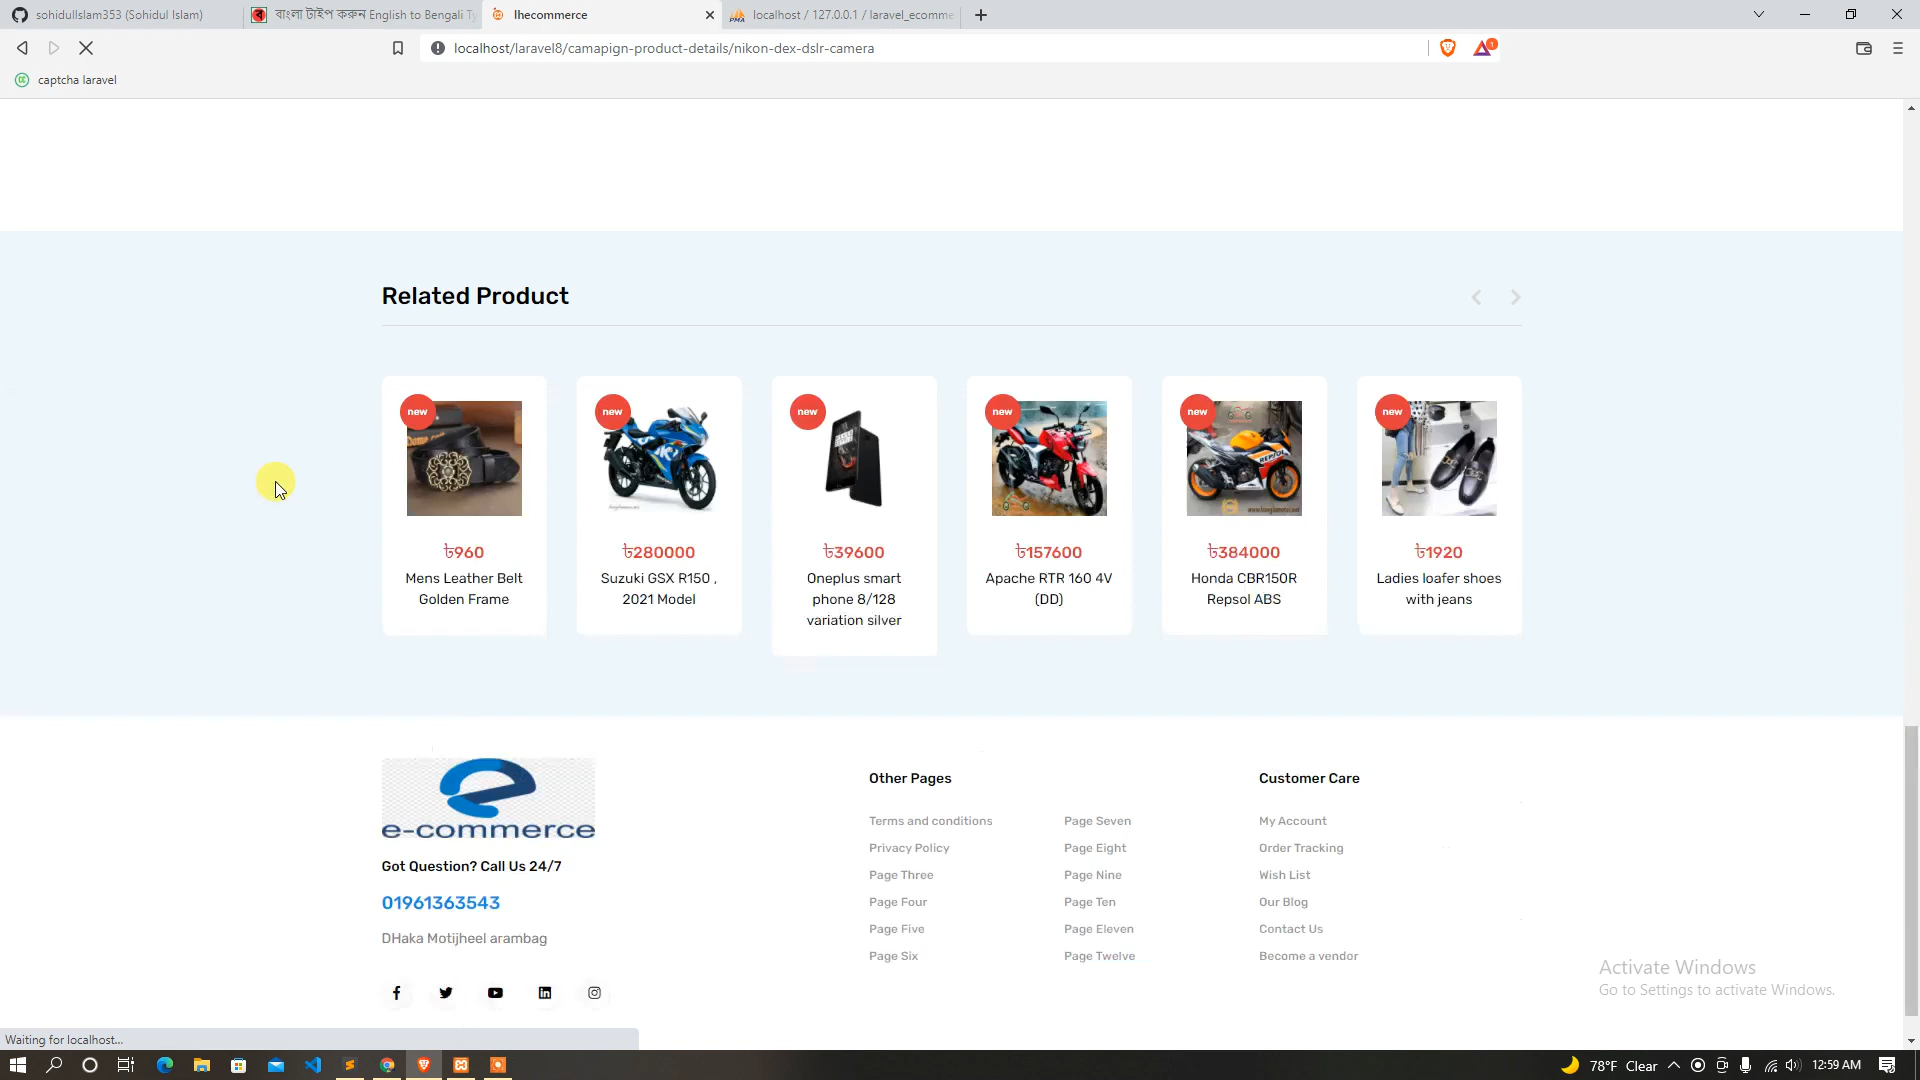 sohidulIslam353 (Sohidul Islam)
বাংলা টাইপ করুন English to Bengali Ty
lhecommerce
localhost / 127.0.0.1 / laravel_ecomme
localhost/laravel8/camapign-product-details/nikon-dex-dslr-camera
1
captcha laravel
Related Product
new
new
new
new
new
new
৳960
৳280000
৳39600
৳157600
৳384000
৳1920
Mens Leather Belt
Golden Frame
Suzuki GSX R150 ,
2021 Model
Oneplus smart
phone 8/128
variation silver
Apache RTR 160 4V
(DD)
Honda CBR150R
Repsol ABS
Ladies loafer shoes
with jeans
e-commerce
Got Question? Call Us 24/7
01961363543
DHaka Motijheel arambag
Other Pages
Terms and conditions
Privacy Policy
Page Three
Page Four
Page Five
Page Six
Page Seven
Page Eight
Page Nine
Page Ten
Page Eleven
Page Twelve
Customer Care
My Account
Order Tracking
Wish List
Our Blog
Contact Us
Become a vendor
Activate Windows
Go to Settings to activate Windows.
Waiting for localhost...
78°F Clear
12:59 AM